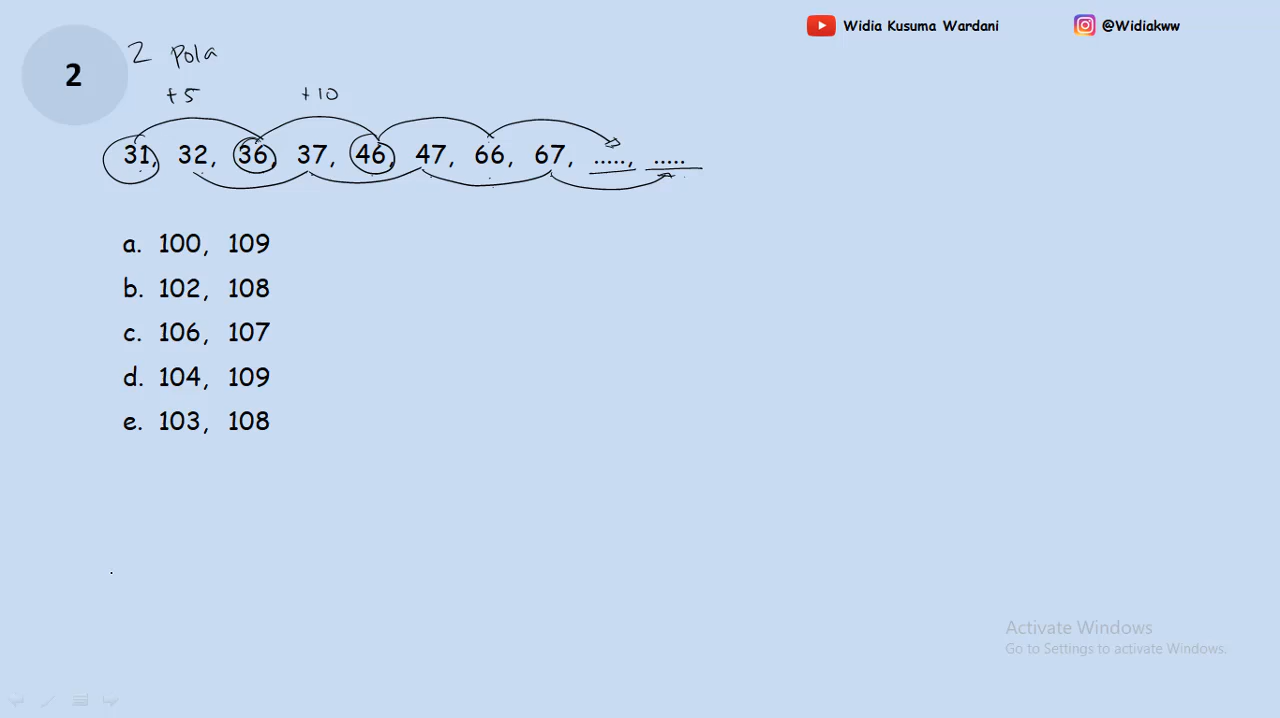 Widia Kusuma Wardani @Widiakww
2 2 pola
+5 +10
31, 32, 36, 37, 46, 47, 66, 67, ....., .....
a. 100, 109
b. 102, 108
c. 106, 107
d. 104, 109
e. 103, 108
Activate Windows
Go to Settings to activate Windows.